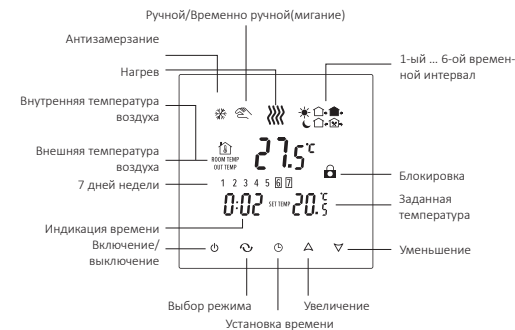 Ручной/Временно ручной(мигание)
Антизамерзание
Нагрев
1-ый ... 6-ой времен-
ной интервал
Внутренняя температура
воздуха
Внешняя температура
воздуха
7 дней недели
Индикация времени
Включение/
выключение
ROOM TEMP
OUT TEMP
27.5°C
1 2 3 4 5 6 7
0:02 SET TEMP 20.5°C
Блокировка
Заданная
температура
Уменьшение
Выбор режима
Увеличение
Установка времени